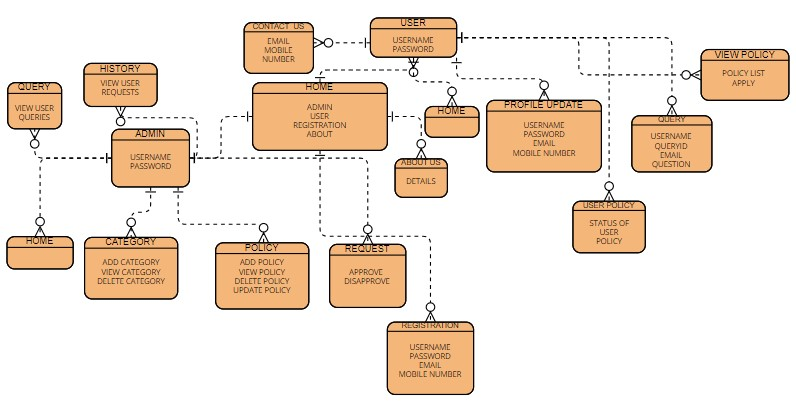 CONTACT US
EMAIL
MOBILE
NUMBER
USER
USERNAME
PASSWORD
VIEW POLICY
POLICY LIST
APPLY
HISTORY
VIEW USER
REQUESTS
QUERY
VIEW USER
QUERIES
HOME
ADMIN
USER
REGISTRATION
ABOUT
HOME
PROFILE UPDATE
USERNAME
PASSWORD
EMAIL
MOBILE NUMBER
QUERY
USERNAME
QUERYID
EMAIL
QUESTION
ADMIN
USERNAME
PASSWORD
ABOUT US
DETAILS
USER POLICY
STATUS OF
USER
POLICY
HOME
CATEGORY
ADD CATEGORY
VIEW CATEGORY
DELETE CATEGORY
POLICY
ADD POLICY
VIEW POLICY
DELETE POLICY
UPDATE POLICY
REQUEST
APPROVE
DISAPPROVE
REGISTRATION
USERNAME
PASSWORD
EMAIL
MOBILE NUMBER